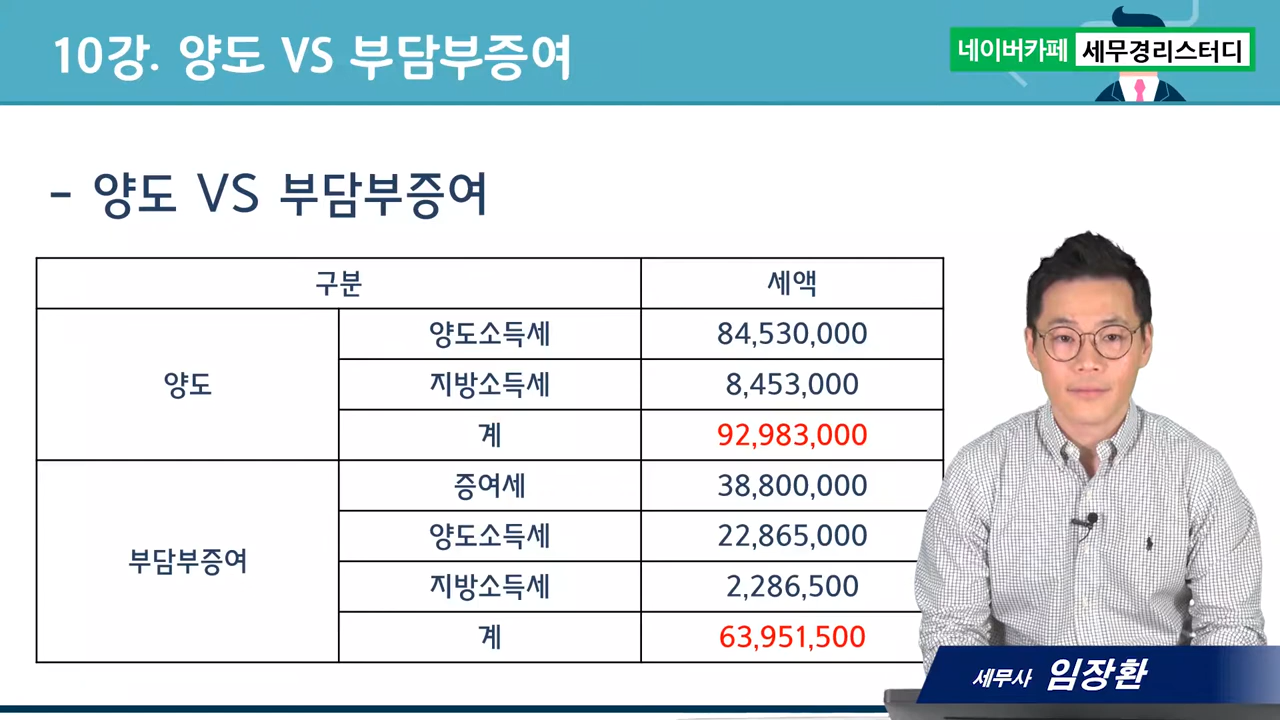 10강. 양도 VS 부담부증여
네이버카페 세무경리스터디
- 양도 VS 부담부증여
구분 세액
양도 양도소득세 84,530,000
지방소득세 8,453,000
계 92,983,000
부담부증여 증여세 38,800,000
양도소득세 22,865,000
지방소득세 2,286,500
계 63,951,500
세무사 임장환